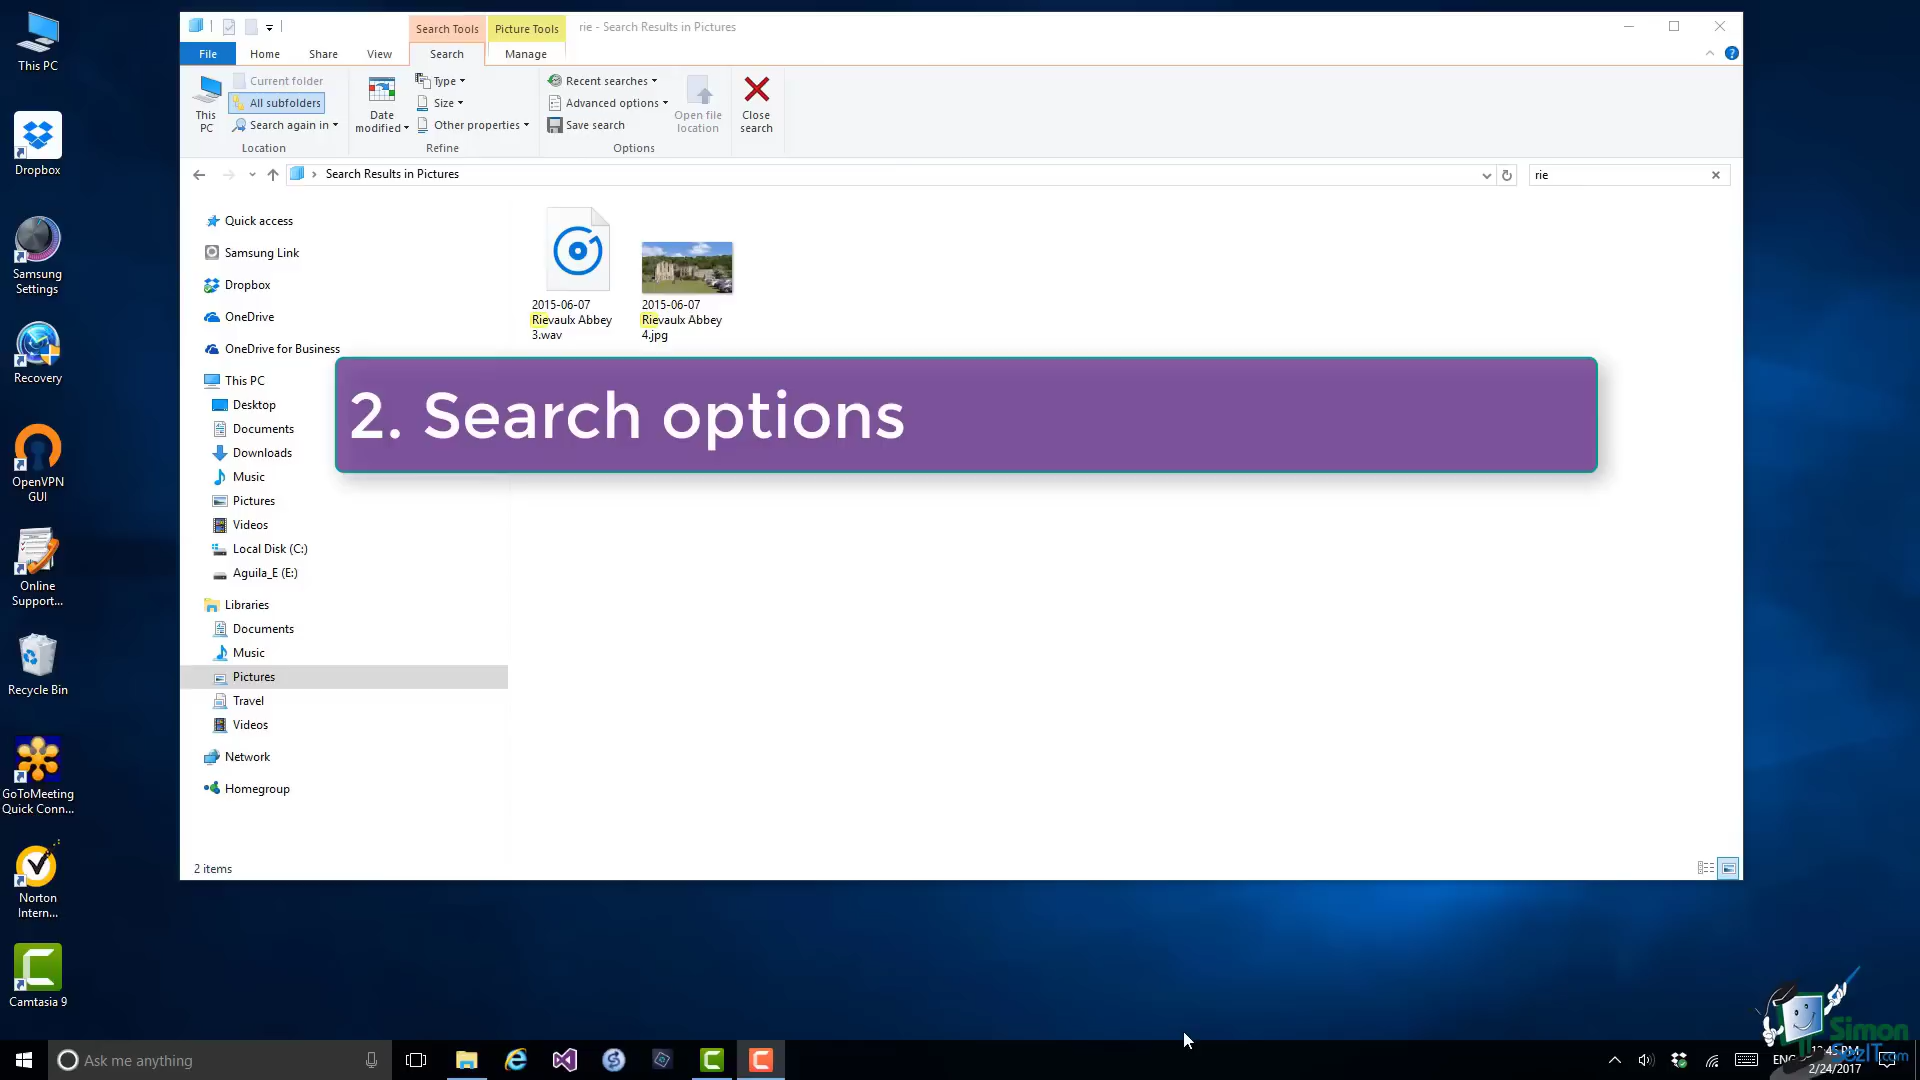 This PC
Dropbox
Samsung
Settings
Recovery
OpenVPN
GUI
Online
Support...
Recycle Bin
GoToMeeting
Quick Conn...
Norton
Intern...
Camtasia 9
Search Tools
Picture Tools
rie - Search Results in Pictures
File
Home
Share
View
Search
Manage
This
PC
Current folder
All subfolders
Search again in
Location
Date
modified
Type
Size
Other properties
Refine
Recent searches
Advanced options
Save search
Options
Open file
location
Close
search
Search Results in Pictures
rie
Quick access
Samsung Link
Dropbox
OneDrive
OneDrive for Business
This PC
Desktop
Documents
Downloads
Music
Pictures
Videos
Local Disk (C:)
Aguila_E (E:)
Libraries
Documents
Music
Pictures
Travel
Videos
Network
Homegroup
2015-06-07
Rievaulx Abbey
3.wav
2015-06-07
Rievaulx Abbey
4.jpg
2. Search options
2 items
Ask me anything
ENG
2/24/2017
Simon
SezIT.com